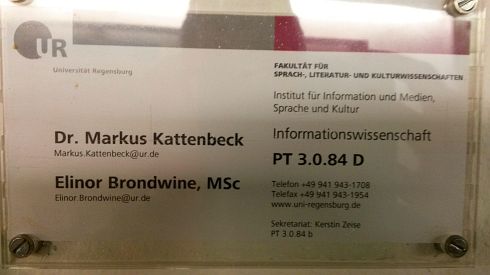 UR
Universität Regensburg
Dr. Markus Kattenbeck
Markus.Kattenbeck@ur.de
Elinor Brondwine, MSc
Elinor.Brondwine@ur.de
FAKULTÄT FÜR
SPRACH-, LITERATUR- UND KULTURWISSENSCHAFTEN
Institut für Information und Medien,
Sprache und Kultur
Informationswissenschaft
PT 3.0.84 D
Telefon +49 941 943-1708
Telefax +49 941 943-1954
www.uni-regensburg.de
Sekretariat: Kerstin Zeise
PT 3.0.84 b